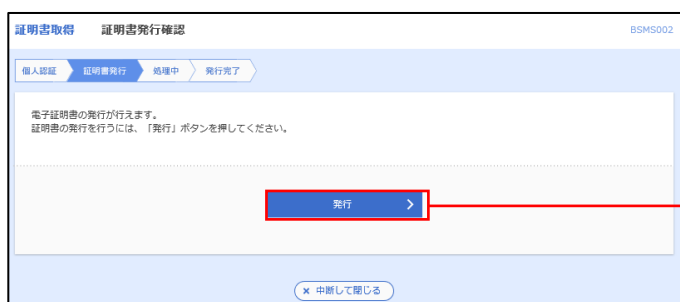 証明書取得 証明書発行確認 BSMS002
個人認証 証明書発行 処理中 発行完了
電子証明書の発行が行えます。
証明書の発行を行うには、「発行」ボタンを押してください。
発行
× 中断して閉じる